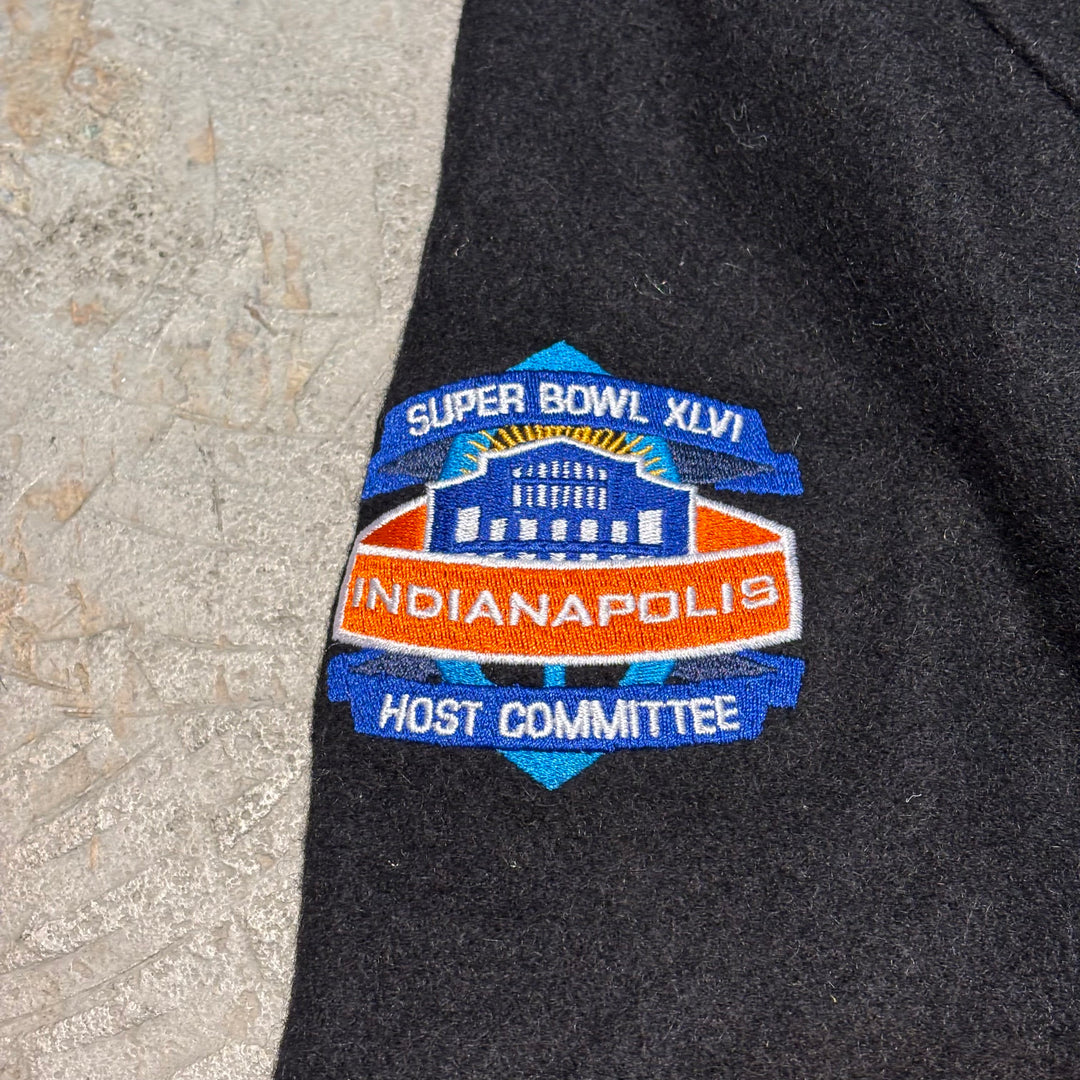 SUPER BOWL XLVI
INDIANAPOLIS
HOST COMMITTEE